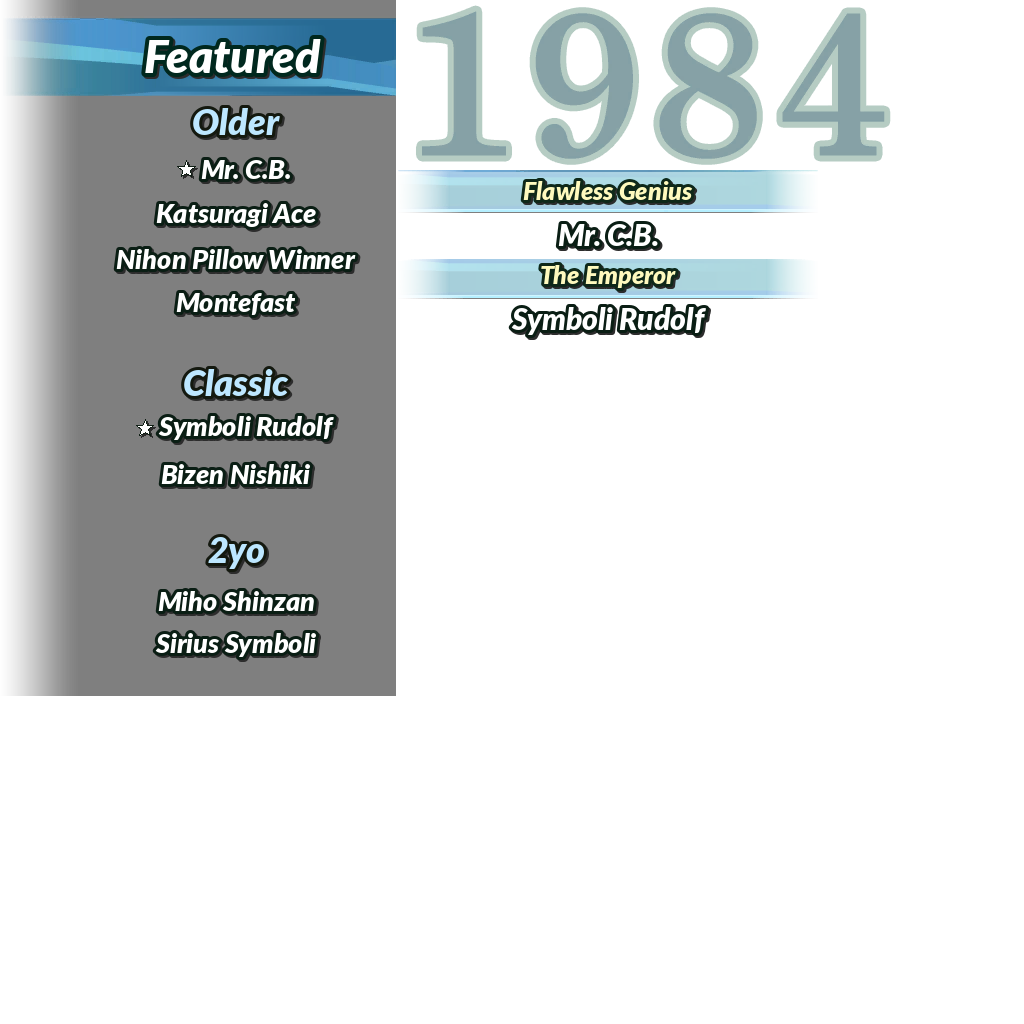 Featured
Older
★ Mr. C.B.
Katsuragi Ace
Nihon Pillow Winner
Montefast
Classic
★ Symboli Rudolf
Bizen Nishiki
2yo
Miho Shinzan
Sirius Symboli
1984
Flawless Genius
Mr. C.B.
The Emperor
Symboli Rudolf